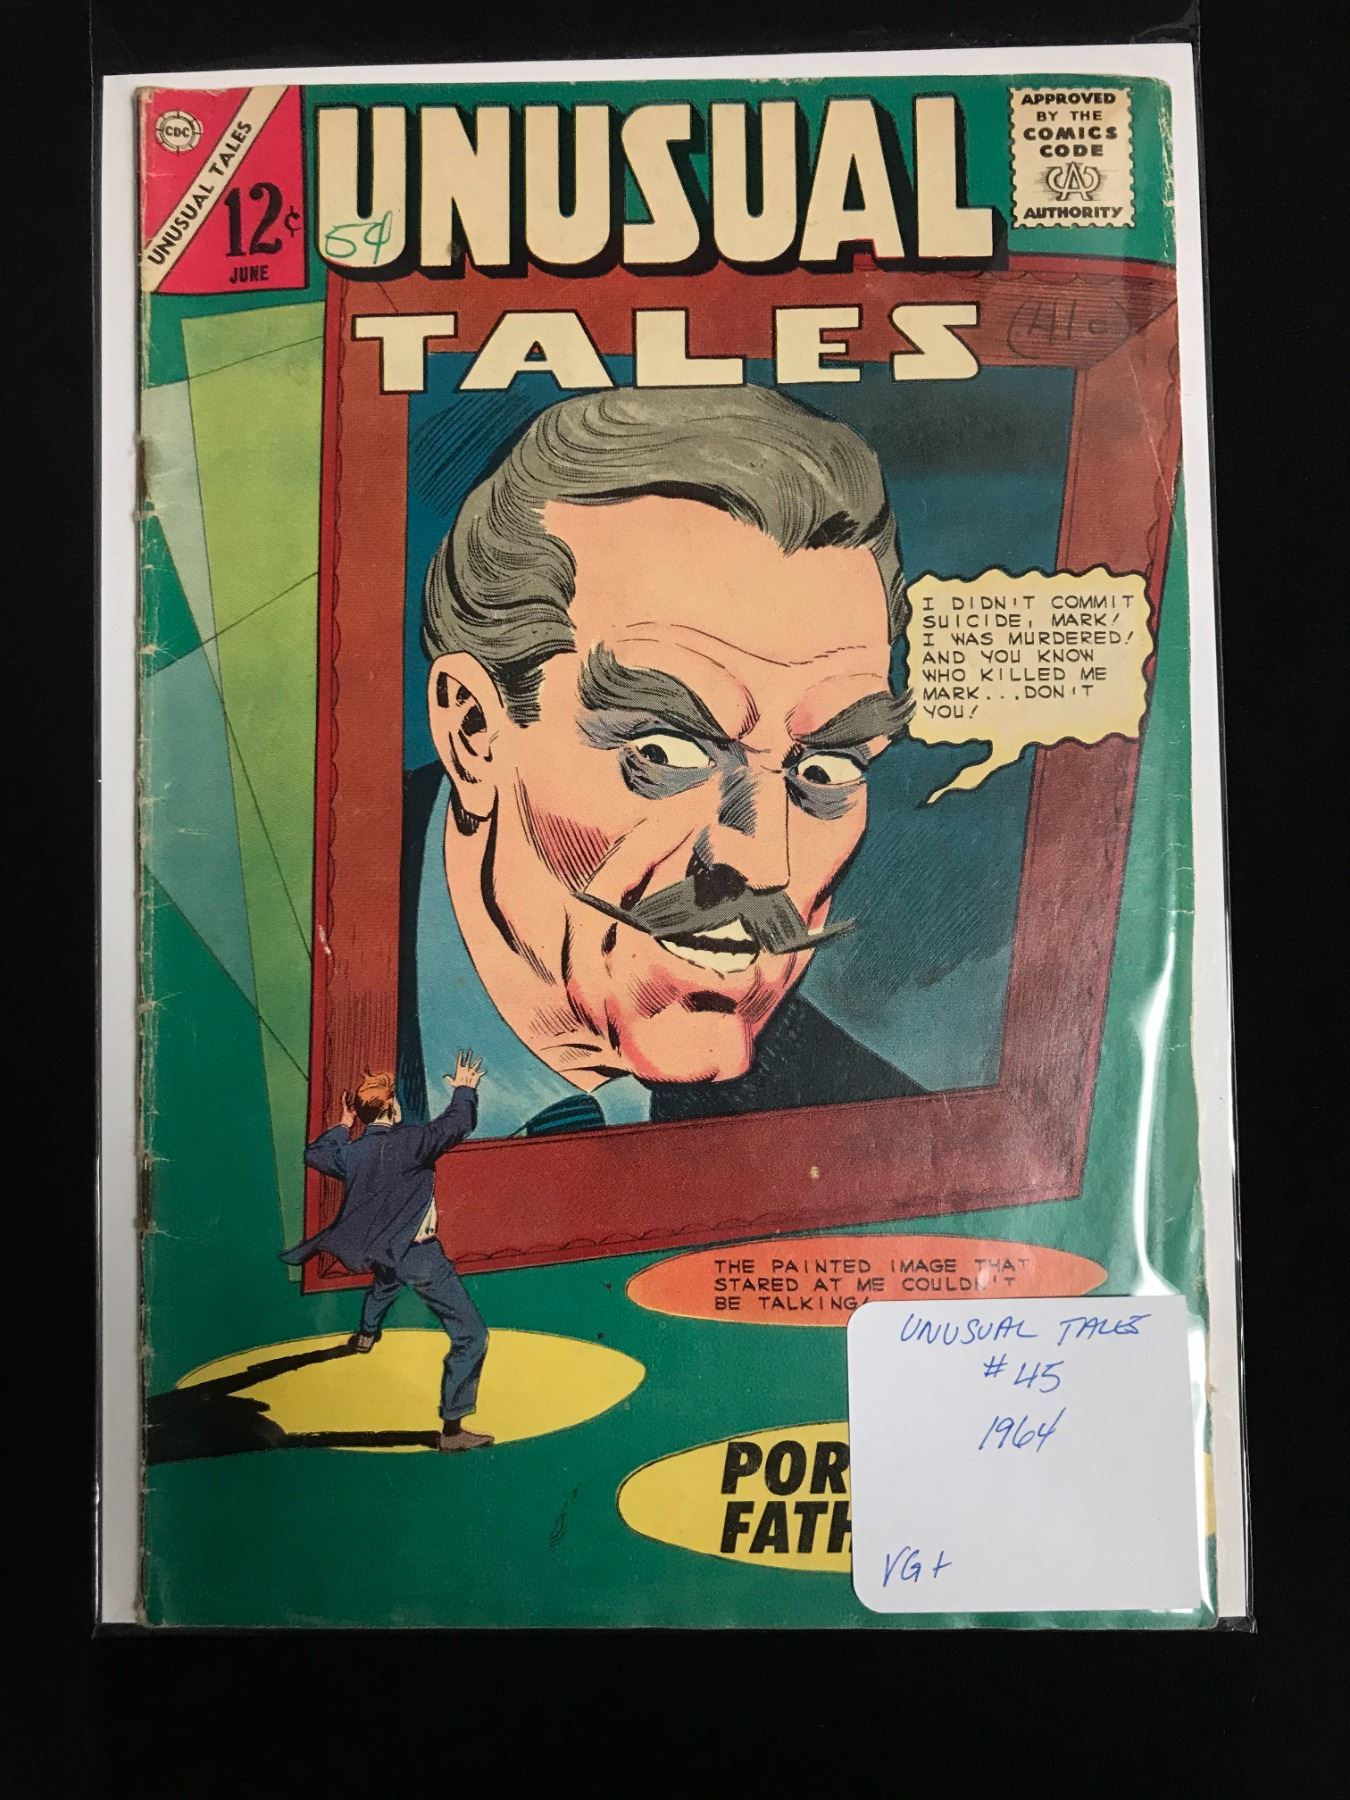 CDC
UNUSUAL TALES
12¢
JUNE
UNUSUAL
TALES
54
APPROVED
BY THE
COMICS
CODE
CA
AUTHORITY
(41c)
I DIDN'T COMMIT
SUICIDE, MARK!
I WAS MURDERED!
AND YOU KNOW
WHO KILLED ME
MARK...DON'T
YOU!
THE PAINTED IMAGE THAT
STARED AT ME COULDN'T
BE TALKING!
POR
FATH
UNUSUAL TALES
#45
1964
VG+